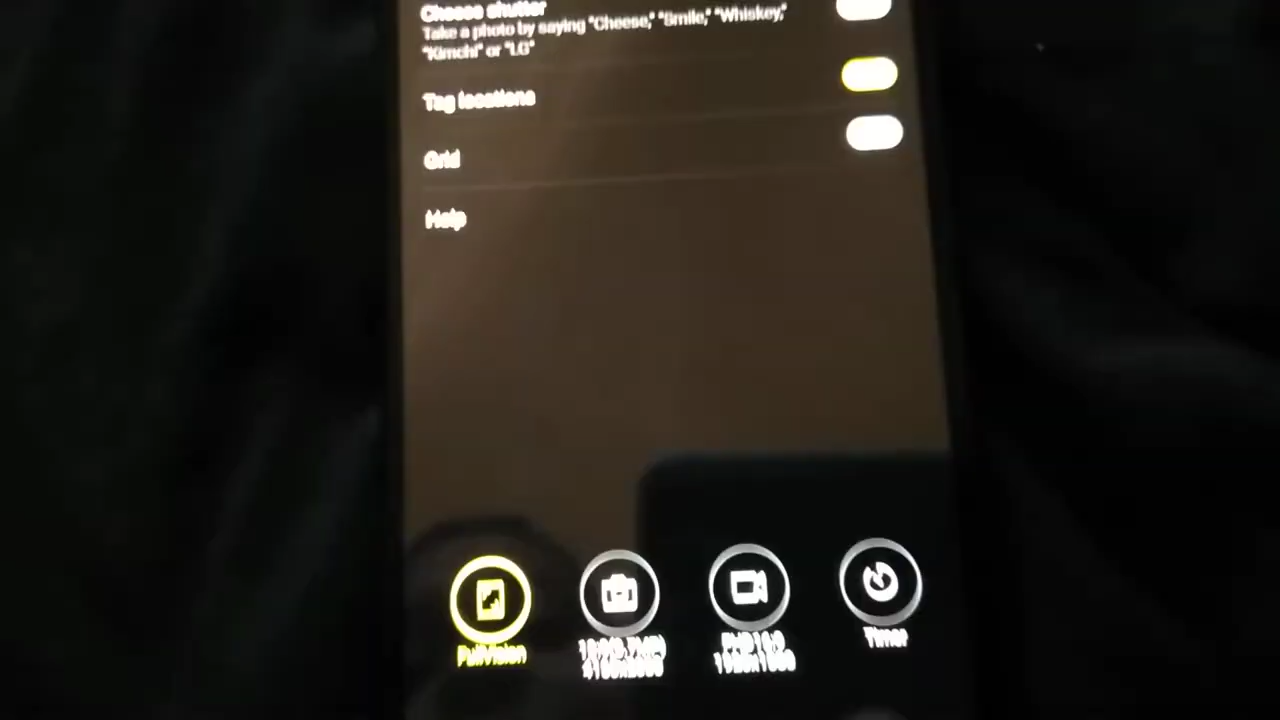 Cheese shutter
Take a photo by saying "Cheese," "Smile," "Whiskey,"
"Kimchi" or "LG"
Tag locations
Grid
Help
FullVision
Timer